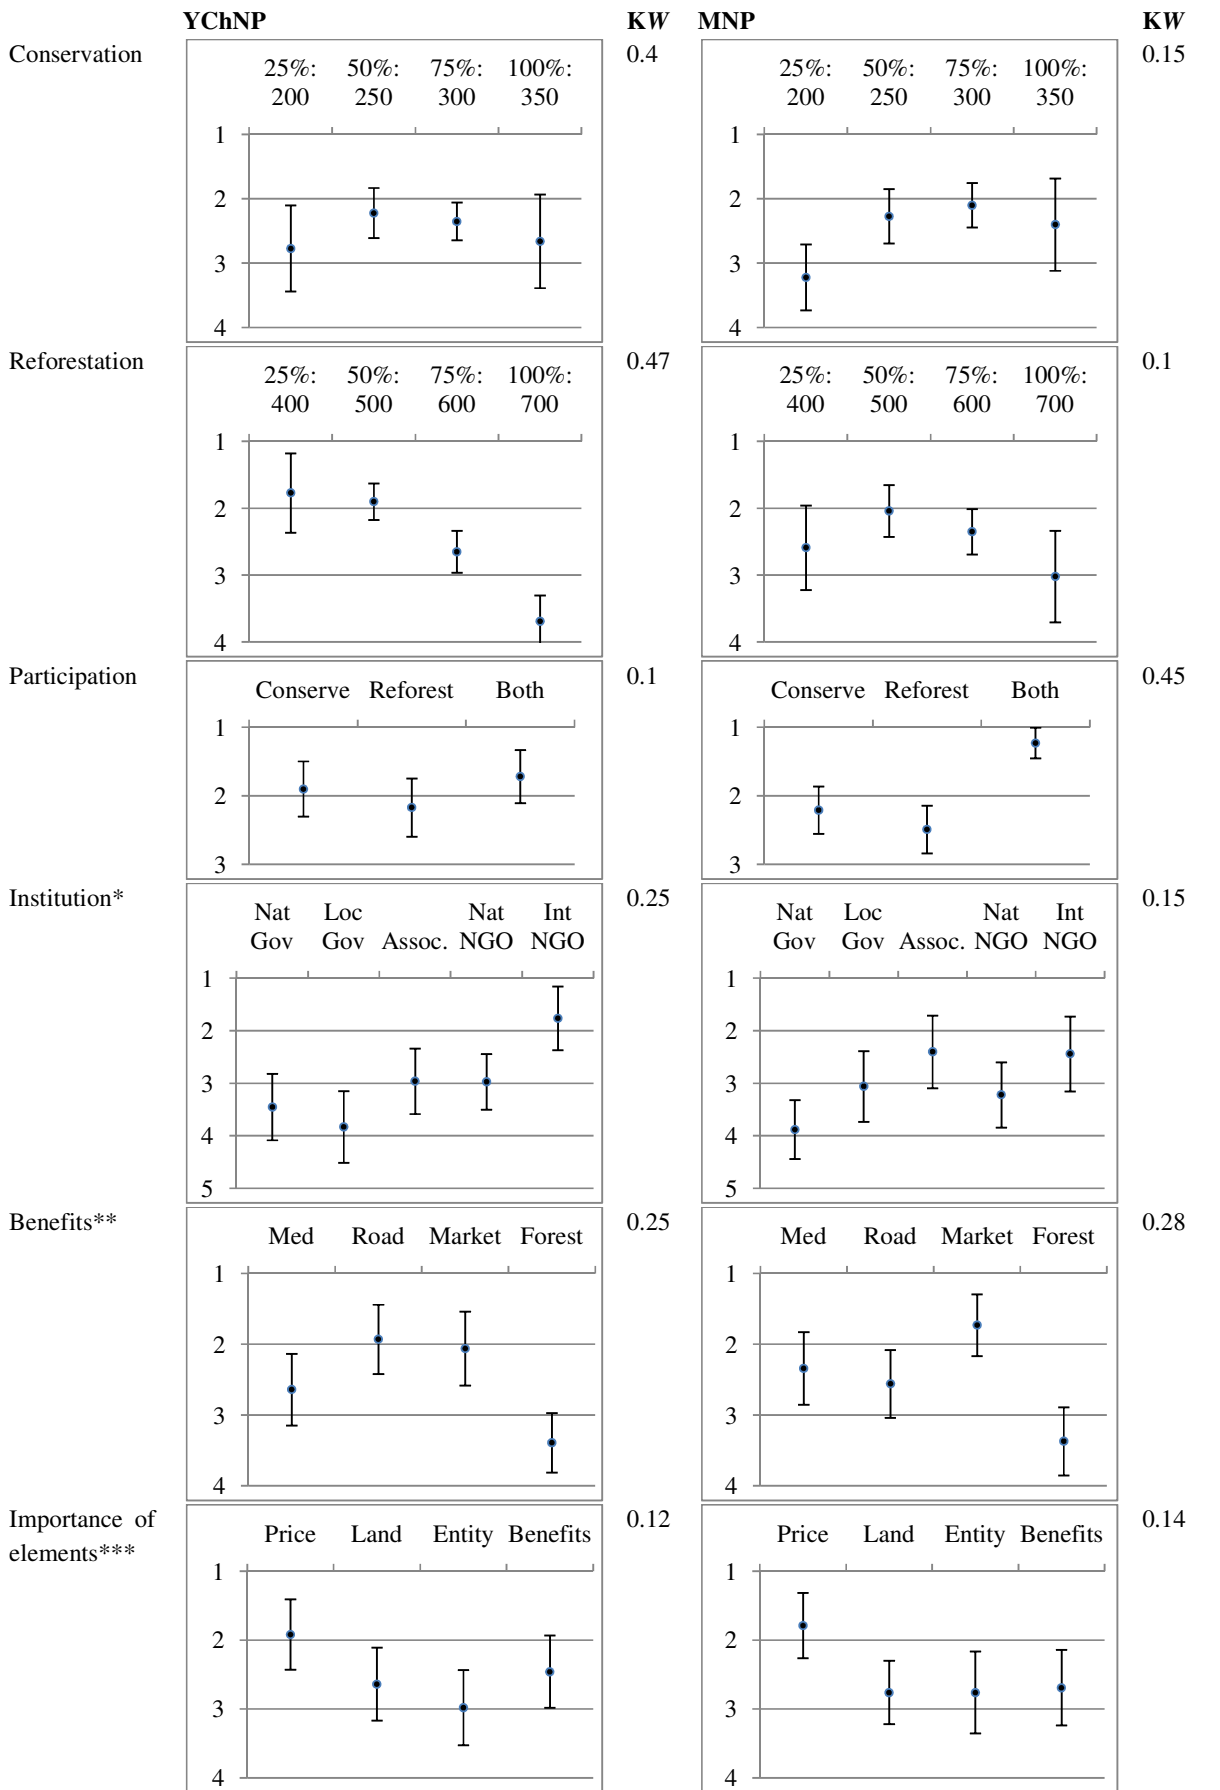 YChNP KW MNP KW
Conservation 0.4 0.15
25%: 50%: 75%: 100%:
200 250 300 350
1
2
3
4
25%: 50%: 75%: 100%:
200 250 300 350
1
2
3
4
Reforestation 0.47 0.1
25%: 50%: 75%: 100%:
400 500 600 700
1
2
3
4
25%: 50%: 75%: 100%:
400 500 600 700
1
2
3
4
Participation 0.1 0.45
Conserve Reforest Both
1
2
3
Conserve Reforest Both
1
2
3
Institution* 0.25 0.15
Nat Loc Nat Int
Gov Gov Assoc. NGO NGO
1
2
3
4
5
Nat Loc Nat Int
Gov Gov Assoc. NGO NGO
1
2
3
4
5
Benefits** 0.25 0.28
Med Road Market Forest
1
2
3
4
Med Road Market Forest
1
2
3
4
Importance of 0.12 0.14
elements***
Price Land Entity Benefits
1
2
3
4
Price Land Entity Benefits
1
2
3
4